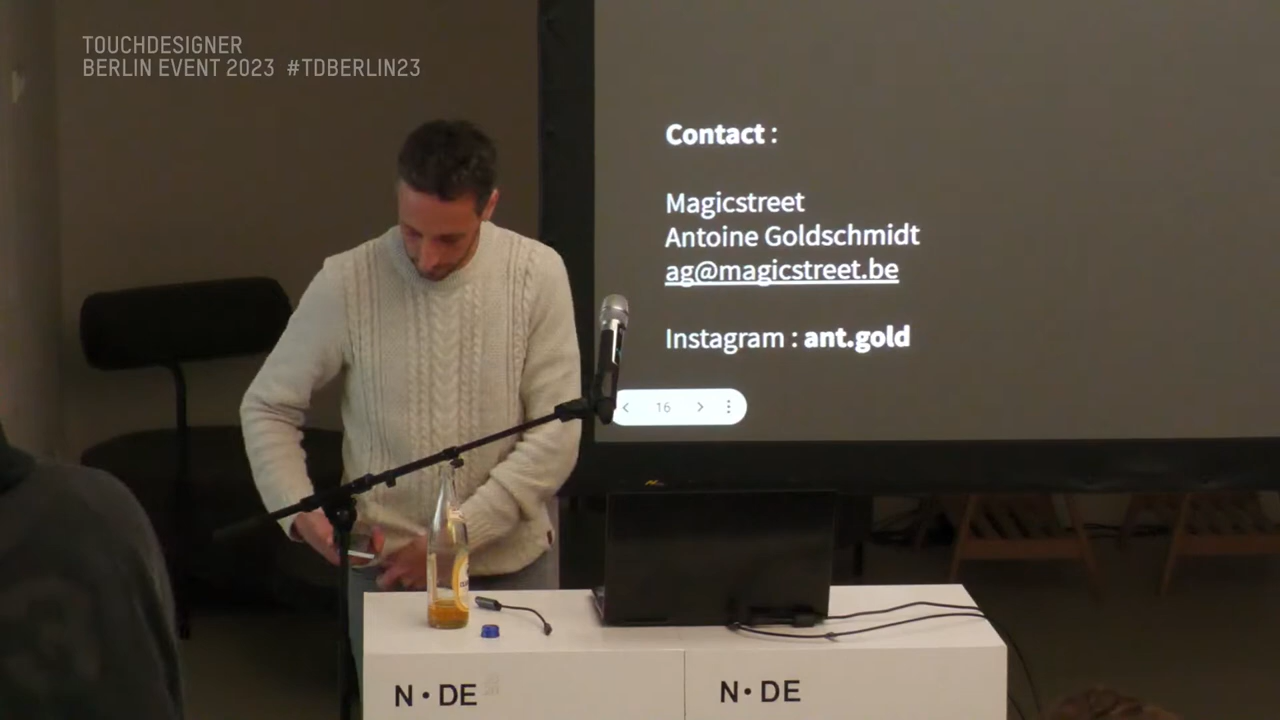 TOUCHDESIGNER
BERLIN EVENT 2023 #TDBERLIN23
Contact :
Magicstreet
Antoine Goldschmidt
ag@magicstreet.be
Instagram : ant.gold
16
N • DE
N • DE